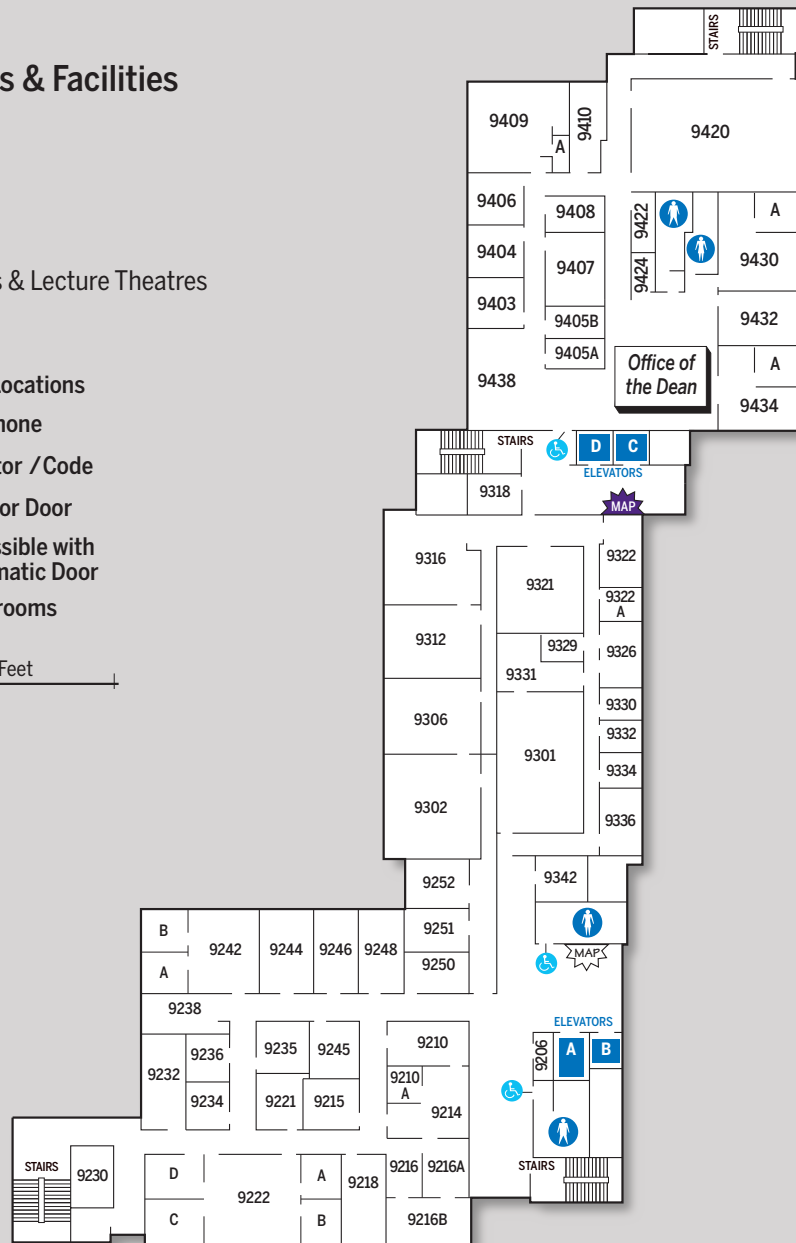 s & Facilities
s & Lecture Theatres
ocations
hone
tor / Code
or Door
ssible with
matic Door
rooms
Feet
STAIRS
9409
A
9410
9420
9406
9408
9422
A
9404
9407
9424
9430
9403
9405B
9432
9405A
Office of
the Dean
A
9438
9434
STAIRS
D
C
ELEVATORS
9318
MAP
9316
9321
9322
9322
A
9312
9329
9326
9331
9330
9306
9332
9301
9334
9302
9336
9252
9342
B
9242
9244
9246
9248
9251
A
9250
MAP
9238
ELEVATORS
9232
9236
9235
9245
9210
9206
A
B
9234
9221
9215
9210
A
9214
STAIRS
9230
D
9222
A
9218
9216
9216A
STAIRS
C
B
9216B